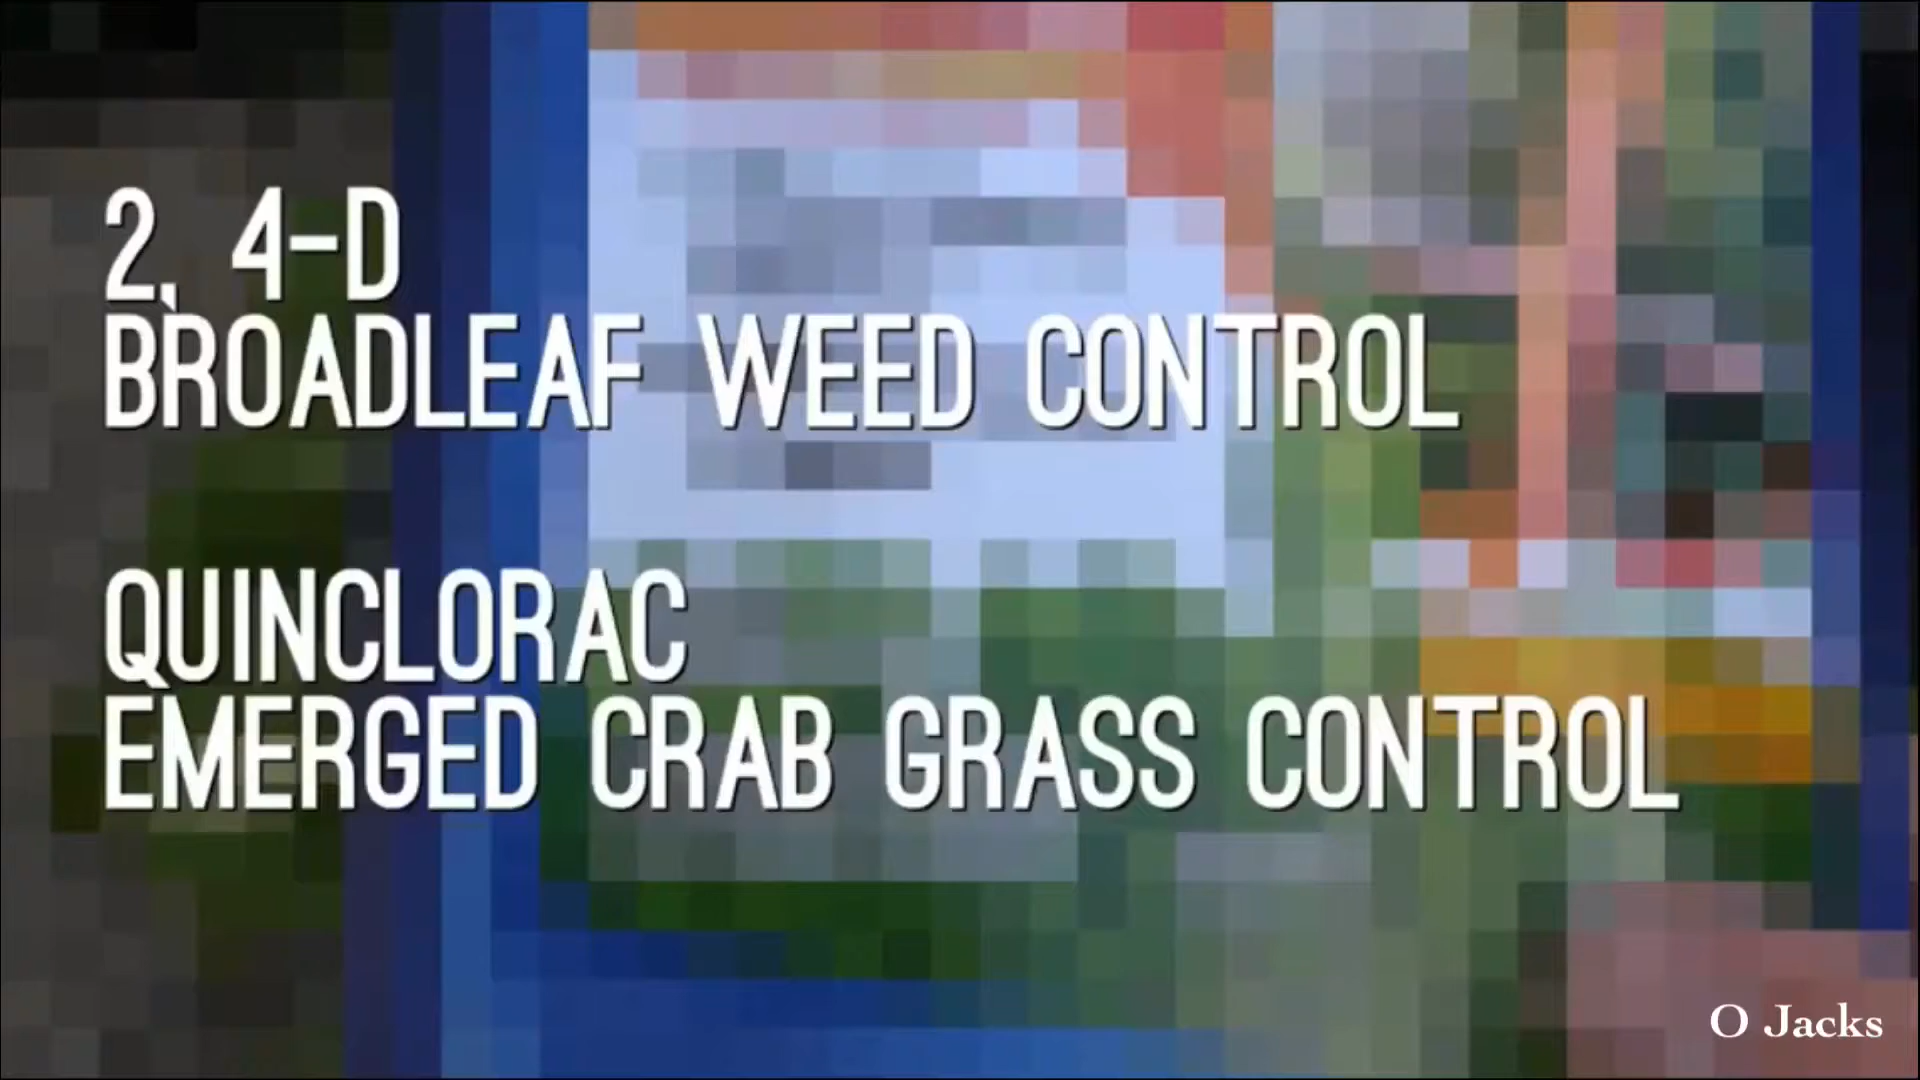 2, 4-D
BROADLEAF WEED CONTROL
QUINCLORAC
EMERGED CRAB GRASS CONTROL
O Jacks